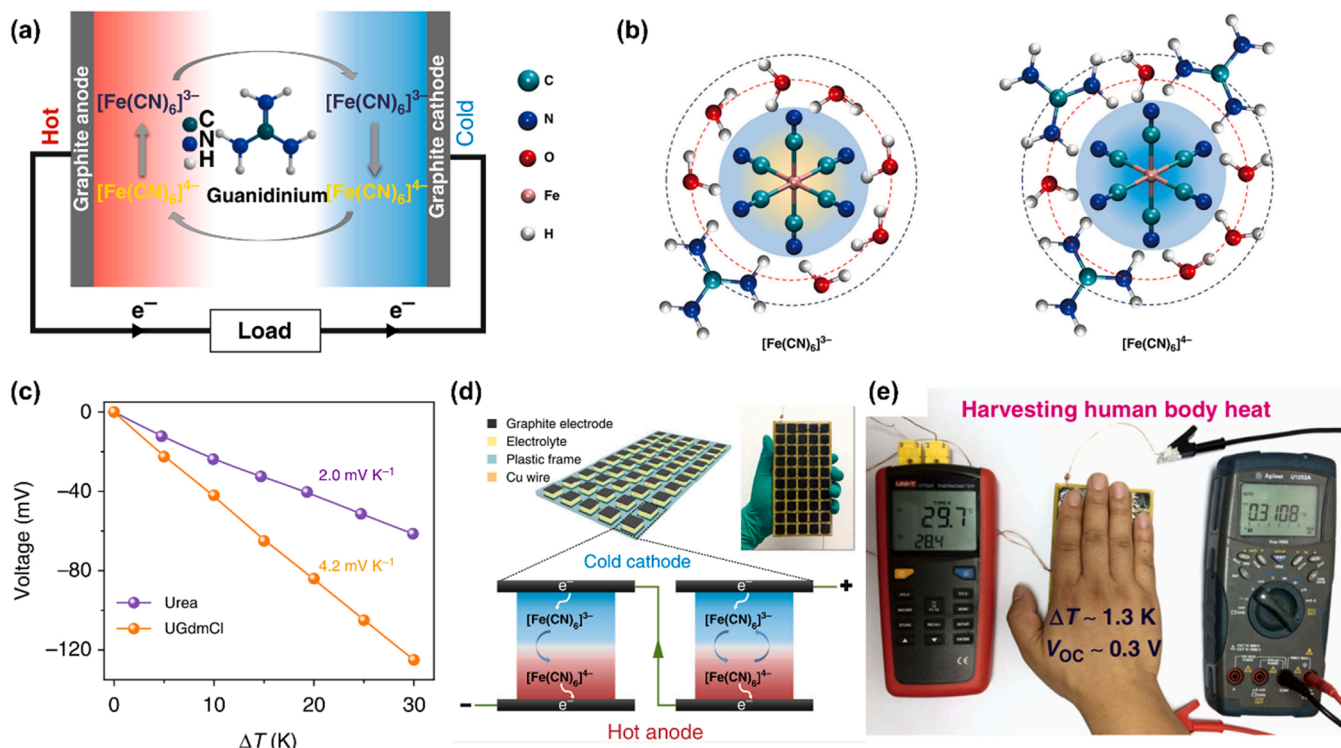 (a)
Hot
Graphite anode
[Fe(CN)6]3−
[Fe(CN)6]4−
C
N
H
Guanidinium
[Fe(CN)6]3−
[Fe(CN)6]4−
Graphite cathode
Cold
e−
Load
e−
(b)
C
N
O
Fe
H
[Fe(CN)6]3−
[Fe(CN)6]4−
(c)
Voltage (mV)
0
−40
−80
−120
2.0 mV K−1
4.2 mV K−1
Urea
UGdmCl
0
10
20
30
ΔT (K)
(d)
Graphite electrode
Electrolyte
Plastic frame
Cu wire
Cold cathode
e−
e−
+
[Fe(CN)6]3−
[Fe(CN)6]3−
[Fe(CN)6]4−
[Fe(CN)6]4−
−
e−
e−
Hot anode
(e)
Harvesting human body heat
UNI-T
THERMOMETER
29.7
28.4
CE
Agilent
U1252A
0.3108
ΔT ~ 1.3 K
VOC ~ 0.3 V